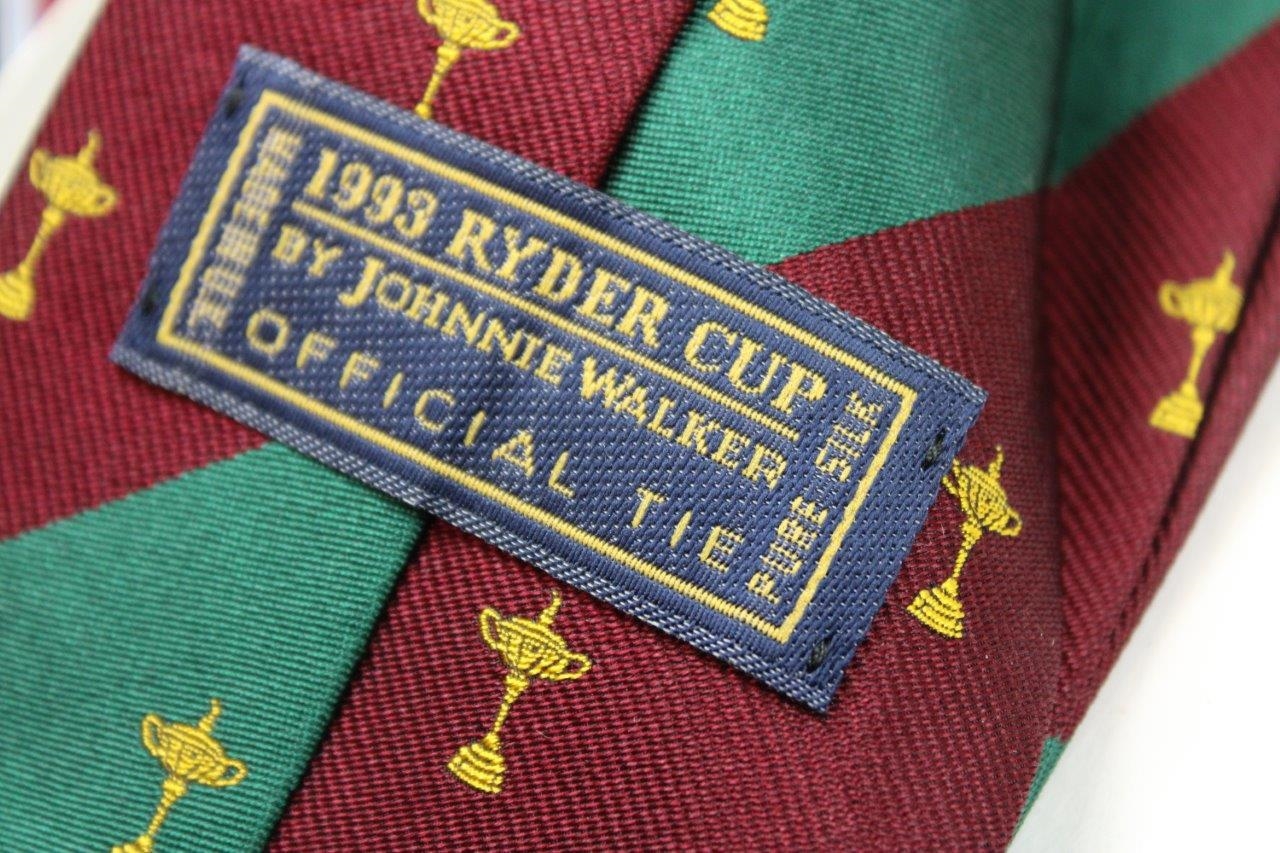 1993 RYDER CUP
BY JOHNNIE WALKER
OFFICIAL TIE
PURE SILK